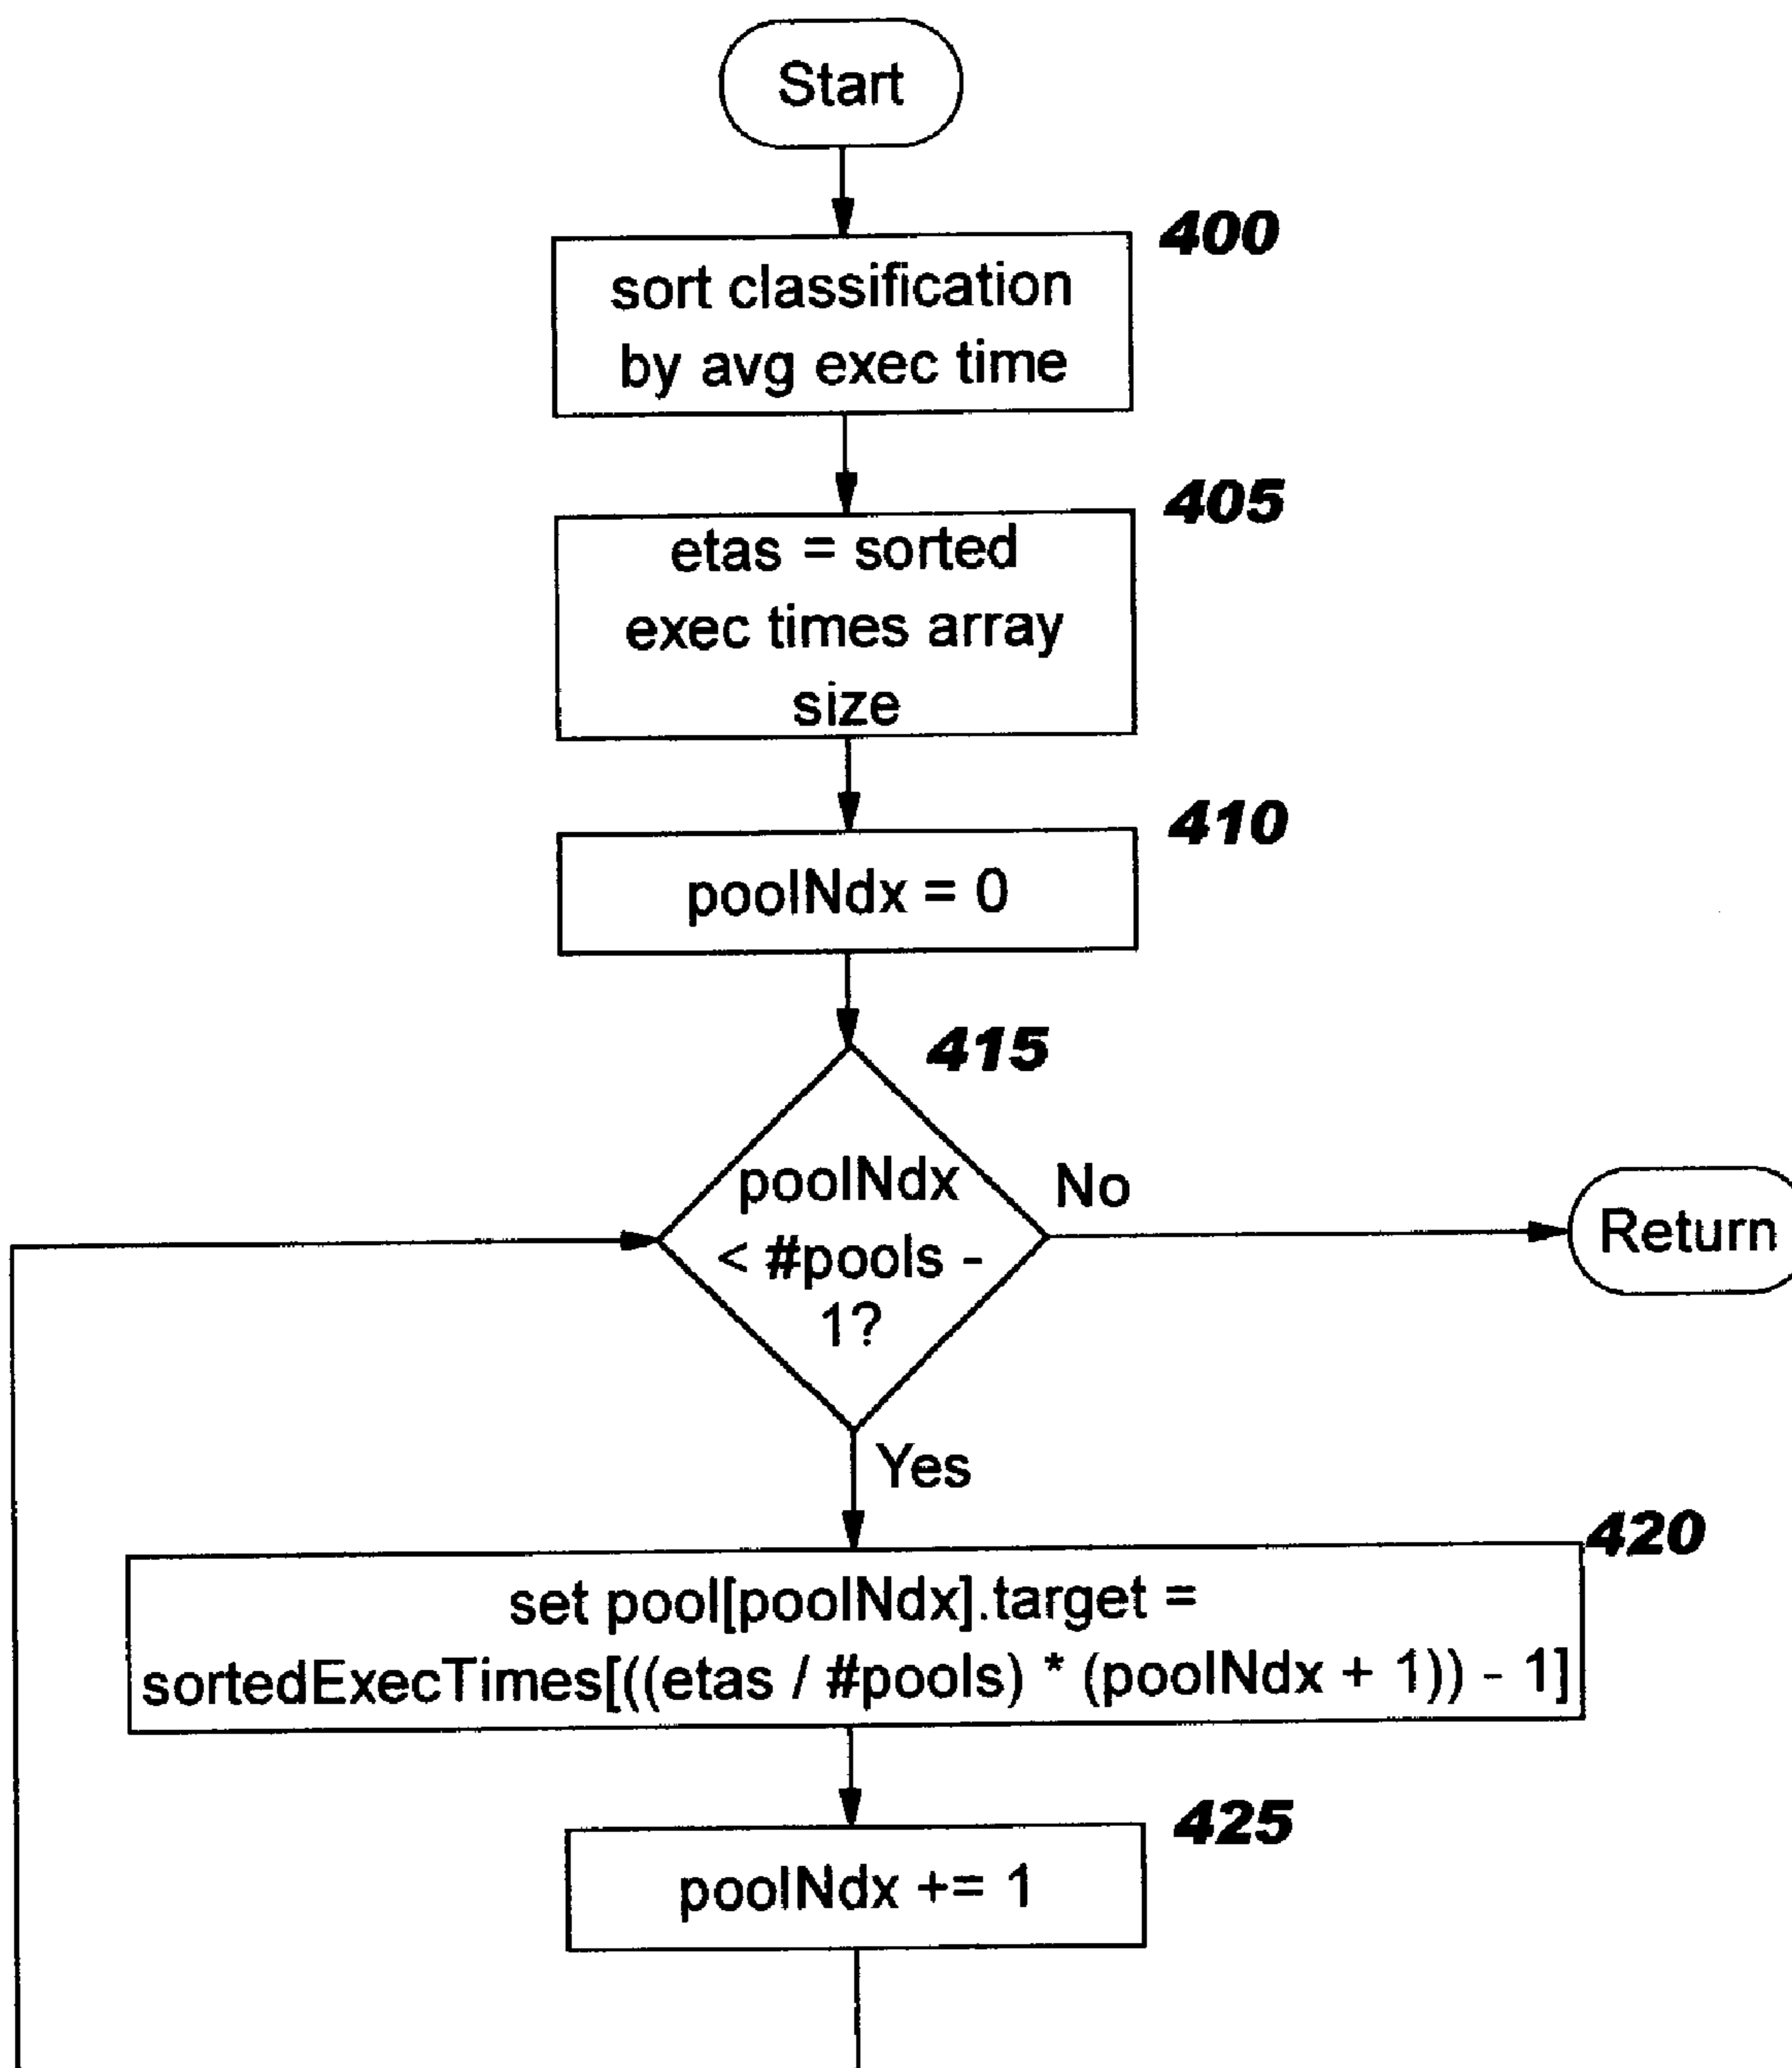 Start
400
sort classification
by avg exec time
405
etas = sorted
exec times array
size
410
poolNdx = 0
415
poolNdx
< #pools -
1?
No
Return
Yes
420
set pool[poolNdx].target =
sortedExecTimes[((etas / #pools) * (poolNdx + 1)) - 1]
425
poolNdx += 1